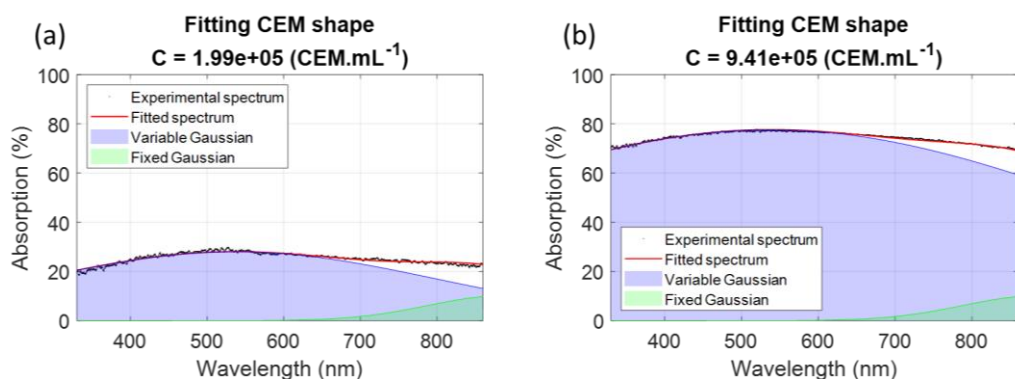 (a)
Fitting CEM shape
C = 1.99e+05 (CEM.mL⁻¹)
Absorption (%)
100
80
60
40
20
0
Experimental spectrum
Fitted spectrum
Variable Gaussian
Fixed Gaussian
400 500 600 700 800
Wavelength (nm)
(b)
Fitting CEM shape
C = 9.41e+05 (CEM.mL⁻¹)
Absorption (%)
100
80
60
40
20
0
Experimental spectrum
Fitted spectrum
Variable Gaussian
Fixed Gaussian
400 500 600 700 800
Wavelength (nm)